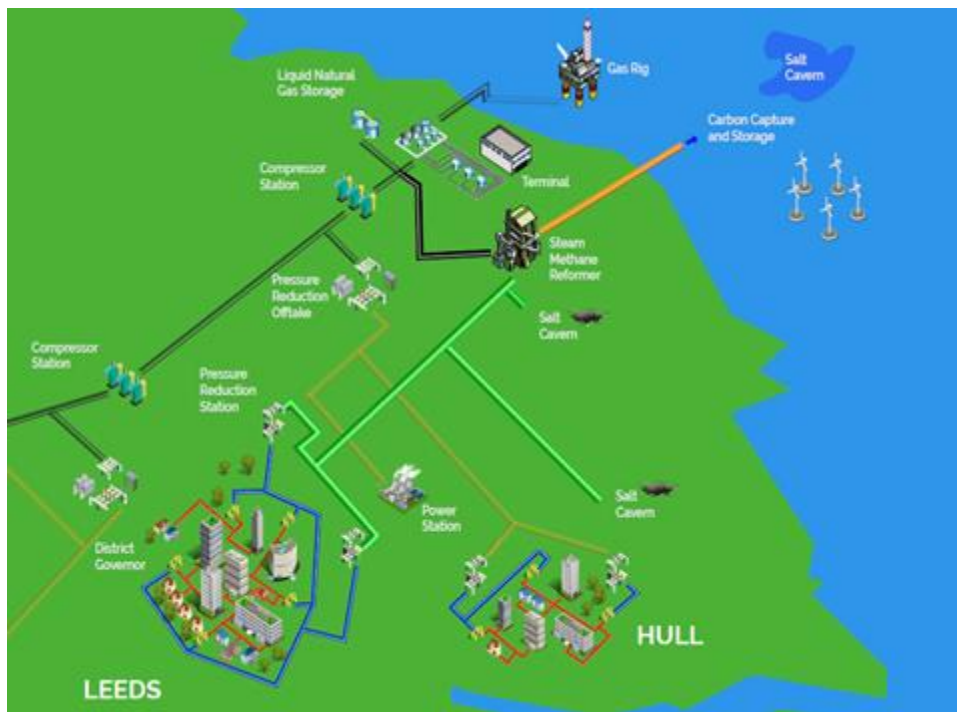 Salt
Cavern
Gas Rig
Liquid Natural
Gas Storage
Carbon Capture
and Storage
Compressor
Station
Terminal
Steam
Methane
Reformer
Pressure
Reduction
Offtake
Salt
Cavern
Compressor
Station
Pressure
Reduction
Station
Salt
Cavern
Power
Station
District
Governor
HULL
LEEDS